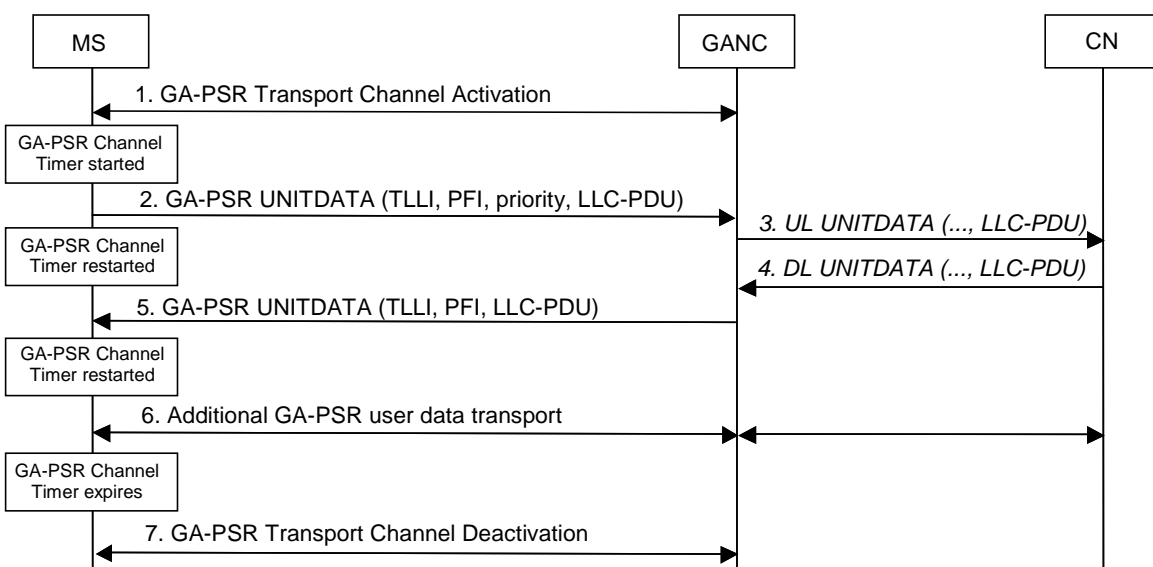 MS
GANC
CN
1. GA-PSR Transport Channel Activation
GA-PSR Channel
Timer started
2. GA-PSR UNITDATA (TLLI, PFI, priority, LLC-PDU)
3. UL UNITDATA (..., LLC-PDU)
GA-PSR Channel
Timer restarted
4. DL UNITDATA (..., LLC-PDU)
5. GA-PSR UNITDATA (TLLI, PFI, LLC-PDU)
GA-PSR Channel
Timer restarted
6. Additional GA-PSR user data transport
GA-PSR Channel
Timer expires
7. GA-PSR Transport Channel Deactivation